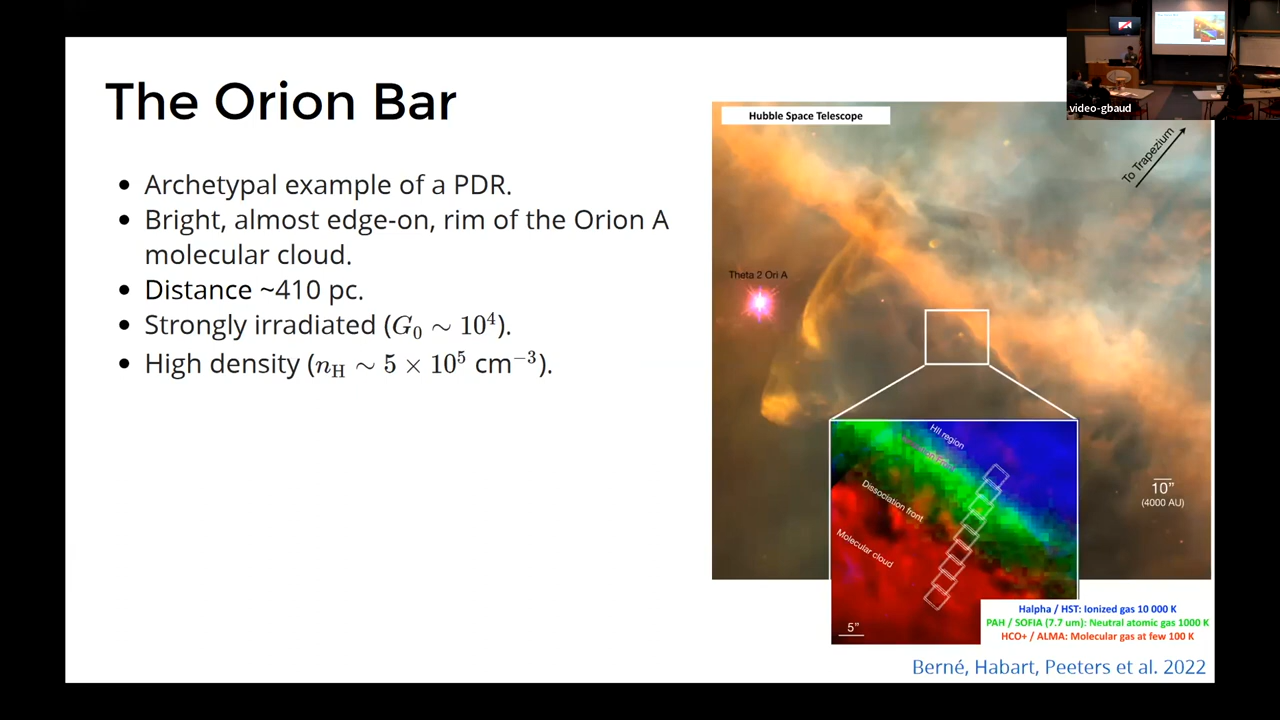 The Orion Bar
• Archetypal example of a PDR.
• Bright, almost edge-on, rim of the Orion A
molecular cloud.
• Distance ~410 pc.
• Strongly irradiated (G₀ ∼ 10⁴).
• High density (n_H ∼ 5 × 10⁵ cm⁻³).
Hubble Space Telescope
video-gbaud
To Trapezium
Theta 2 Ori A
10”
(4000 AU)
HII region
Dissociation front
Molecular cloud
5”
Halpha / HST: Ionized gas 10 000 K
PAH / SOFIA (7.7 um): Neutral atomic gas 1000 K
HCO+ / ALMA: Molecular gas at few 100 K
Berné, Habart, Peeters et al. 2022